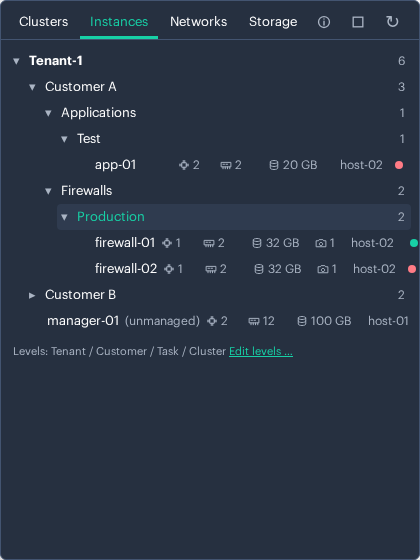 Clusters Instances Networks Storage
Tenant-1 6
Customer A 3
Applications 1
Test 1
app-01 2 2 20 GB host-02
Firewalls 2
Production 2
firewall-01 1 2 32 GB 1 host-02
firewall-02 1 2 32 GB 1 host-02
Customer B 2
manager-01 (unmanaged) 2 12 100 GB host-01
Levels: Tenant / Customer / Task / Cluster Edit levels ...